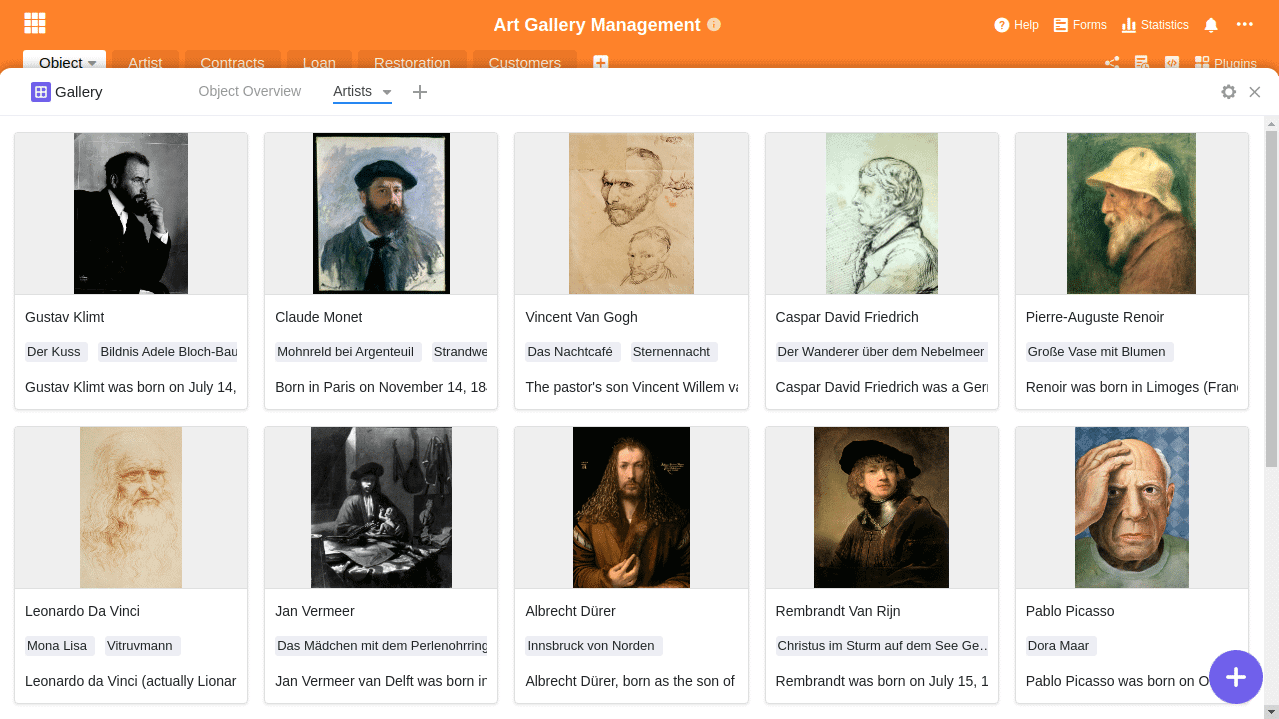 Art Gallery Management
Help Forms Statistics
Object Artist Contracts Loan Restoration Customers Plugins
Gallery Object Overview Artists
Gustav Klimt
Der Kuss Bildnis Adele Bloch-Bau
Gustav Klimt was born on July 14,
Claude Monet
Mohnreld bei Argenteuil Strandwe
Born in Paris on November 14, 18
Vincent Van Gogh
Das Nachtcafé Sternennacht
The pastor's son Vincent Willem va
Caspar David Friedrich
Der Wanderer über dem Nebelmeer
Caspar David Friedrich was a Ger
Pierre-Auguste Renoir
Große Vase mit Blumen
Renoir was born in Limoges (Fran
Leonardo Da Vinci
Mona Lisa Vitruvmann
Leonardo da Vinci (actually Lionar
Jan Vermeer
Das Mädchen mit dem Perlenohrring
Jan Vermeer van Delft was born in
Albrecht Dürer
Innsbruck von Norden
Albrecht Dürer, born as the son of
Rembrandt Van Rijn
Christus im Sturm auf dem See Ge...
Rembrandt was born on July 15, 1
Pablo Picasso
Dora Maar
Pablo Picasso was born on O